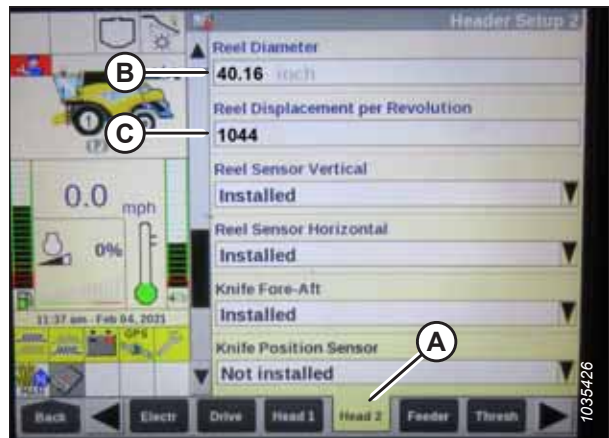 Header Setup 2
Reel Diameter
B
40.16 inch
Reel Displacement per Revolution
C
1044
Reel Sensor Vertical
Installed
Reel Sensor Horizontal
Installed
Knife Fore-Aft
Installed
Knife Position Sensor
Not installed
A
1
(P)
0.0 mph
0%
11:37 am Feb 04, 2021
GPS
Back
Electr
Drive
Head 1
Head 2
Feeder
Thresh
1035426